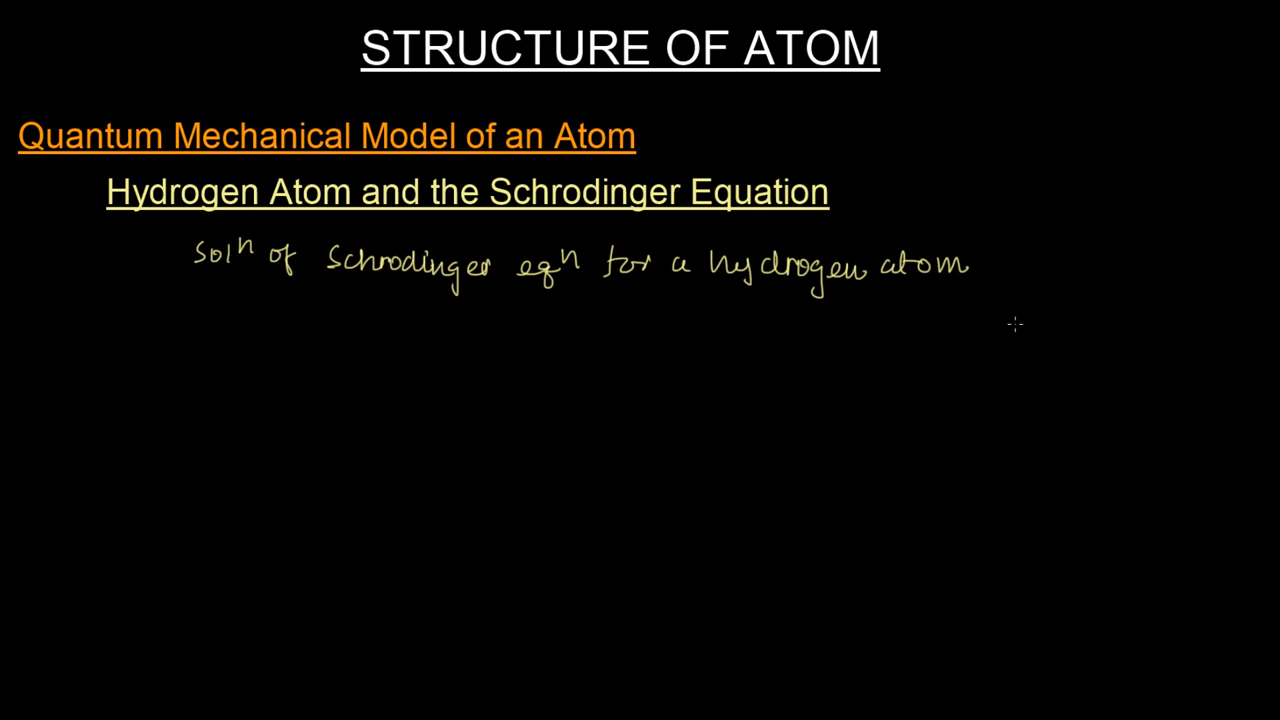 STRUCTURE OF ATOM
Quantum Mechanical Model of an Atom
Hydrogen Atom and the Schrodinger Equation
Solⁿ of Schrodinger eqⁿ for a hydrogen atom